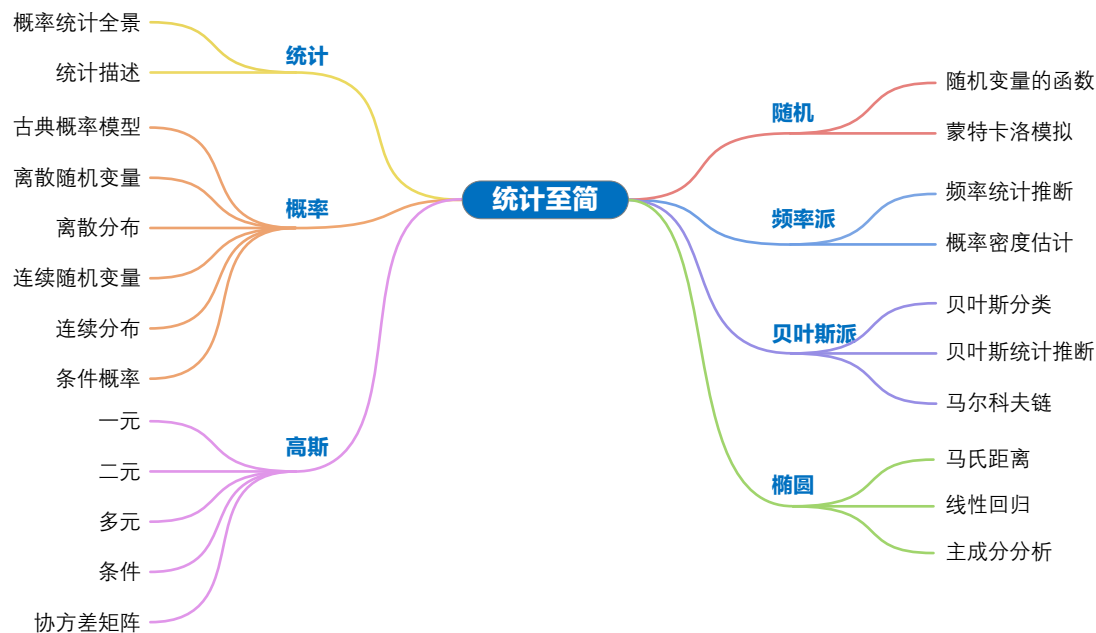 统计至简
统计
概率统计全景
统计描述
概率
古典概率模型
离散随机变量
离散分布
连续随机变量
连续分布
条件概率
高斯
一元
二元
多元
条件
协方差矩阵
随机
随机变量的函数
蒙特卡洛模拟
频率派
频率统计推断
概率密度估计
贝叶斯派
贝叶斯分类
贝叶斯统计推断
马尔科夫链
椭圆
马氏距离
线性回归
主成分分析